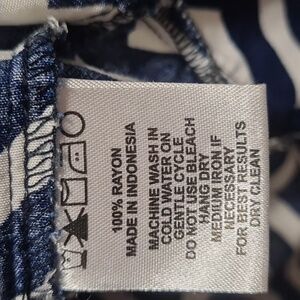 100% RAYON
MADE IN INDONESIA
MACHINE WASH IN
COLD WATER ON
GENTLE CYCLE
DO NOT USE BLEACH
HANG DRY
MEDIUM IRON IF
NECESSARY
FOR BEST RESULTS
DRY CLEAN